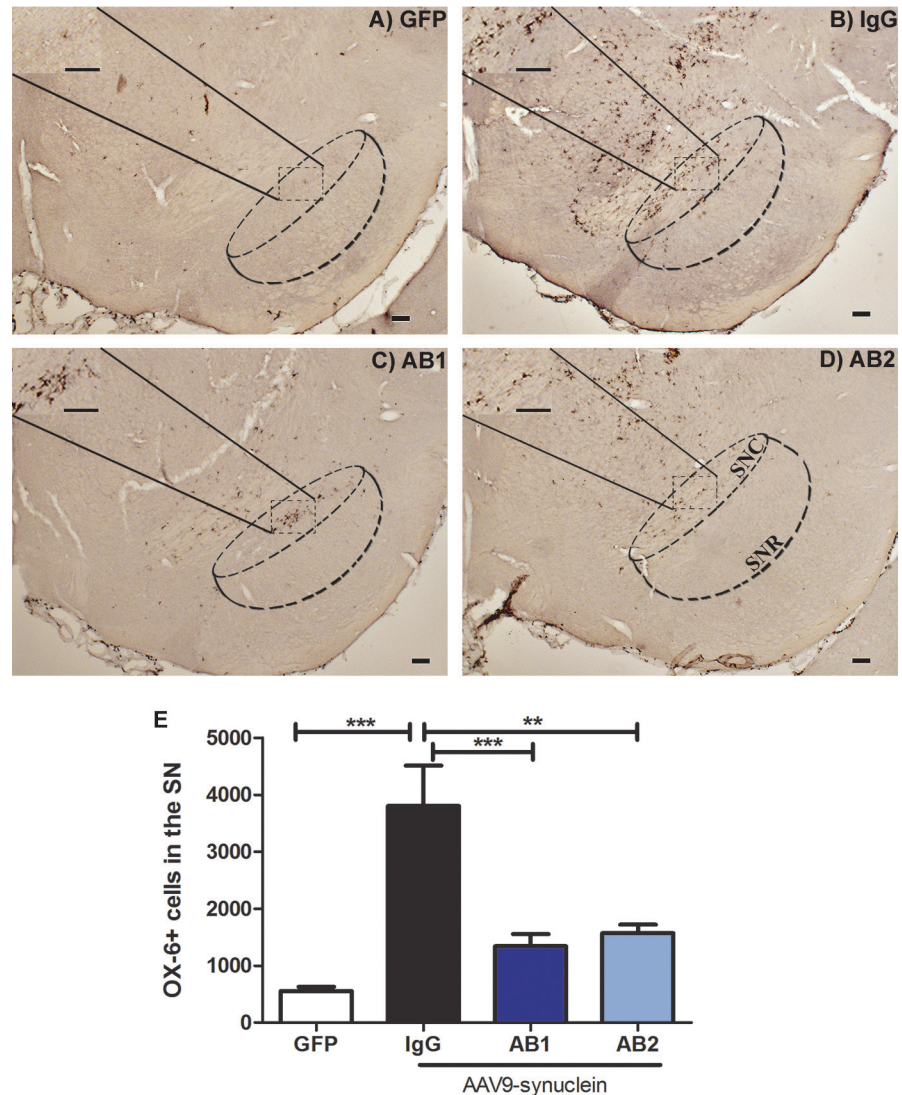 A) GFP
B) IgG
C) AB1
D) AB2
SNC
SNR
E
***
**
***
5000
4000
3000
2000
1000
0
OX-6+ cells in the SN
GFP IgG AB1 AB2
AAV9-synuclein